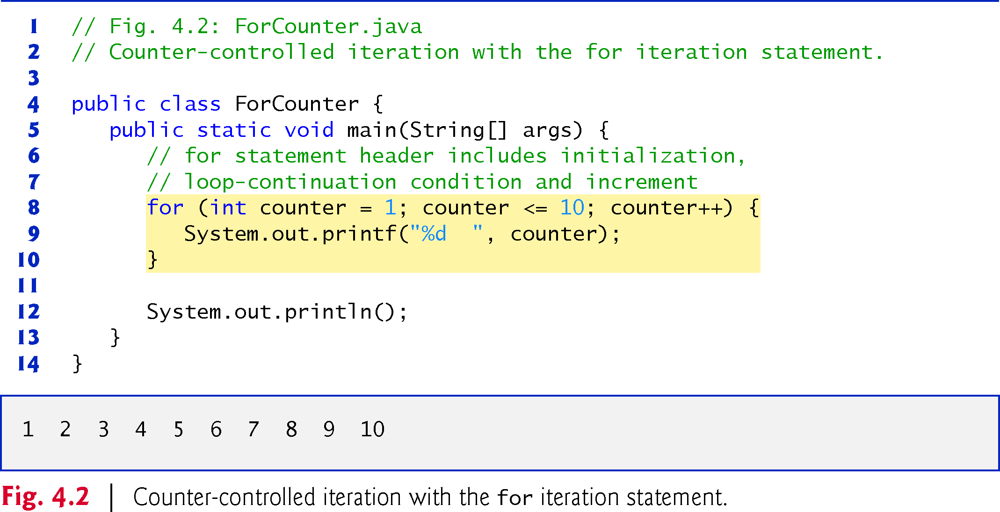 1 // Fig. 4.2: ForCounter.java
2 // Counter-controlled iteration with the for iteration statement.
3
4 public class ForCounter {
5    public static void main(String[] args) {
6       // for statement header includes initialization,
7       // loop-continuation condition and increment
8       for (int counter = 1; counter <= 10; counter++) {
9          System.out.printf("%d  ", counter);
10       }
11
12       System.out.println();
13    }
14 }
1  2  3  4  5  6  7  8  9  10
Fig. 4.2 | Counter-controlled iteration with the for iteration statement.